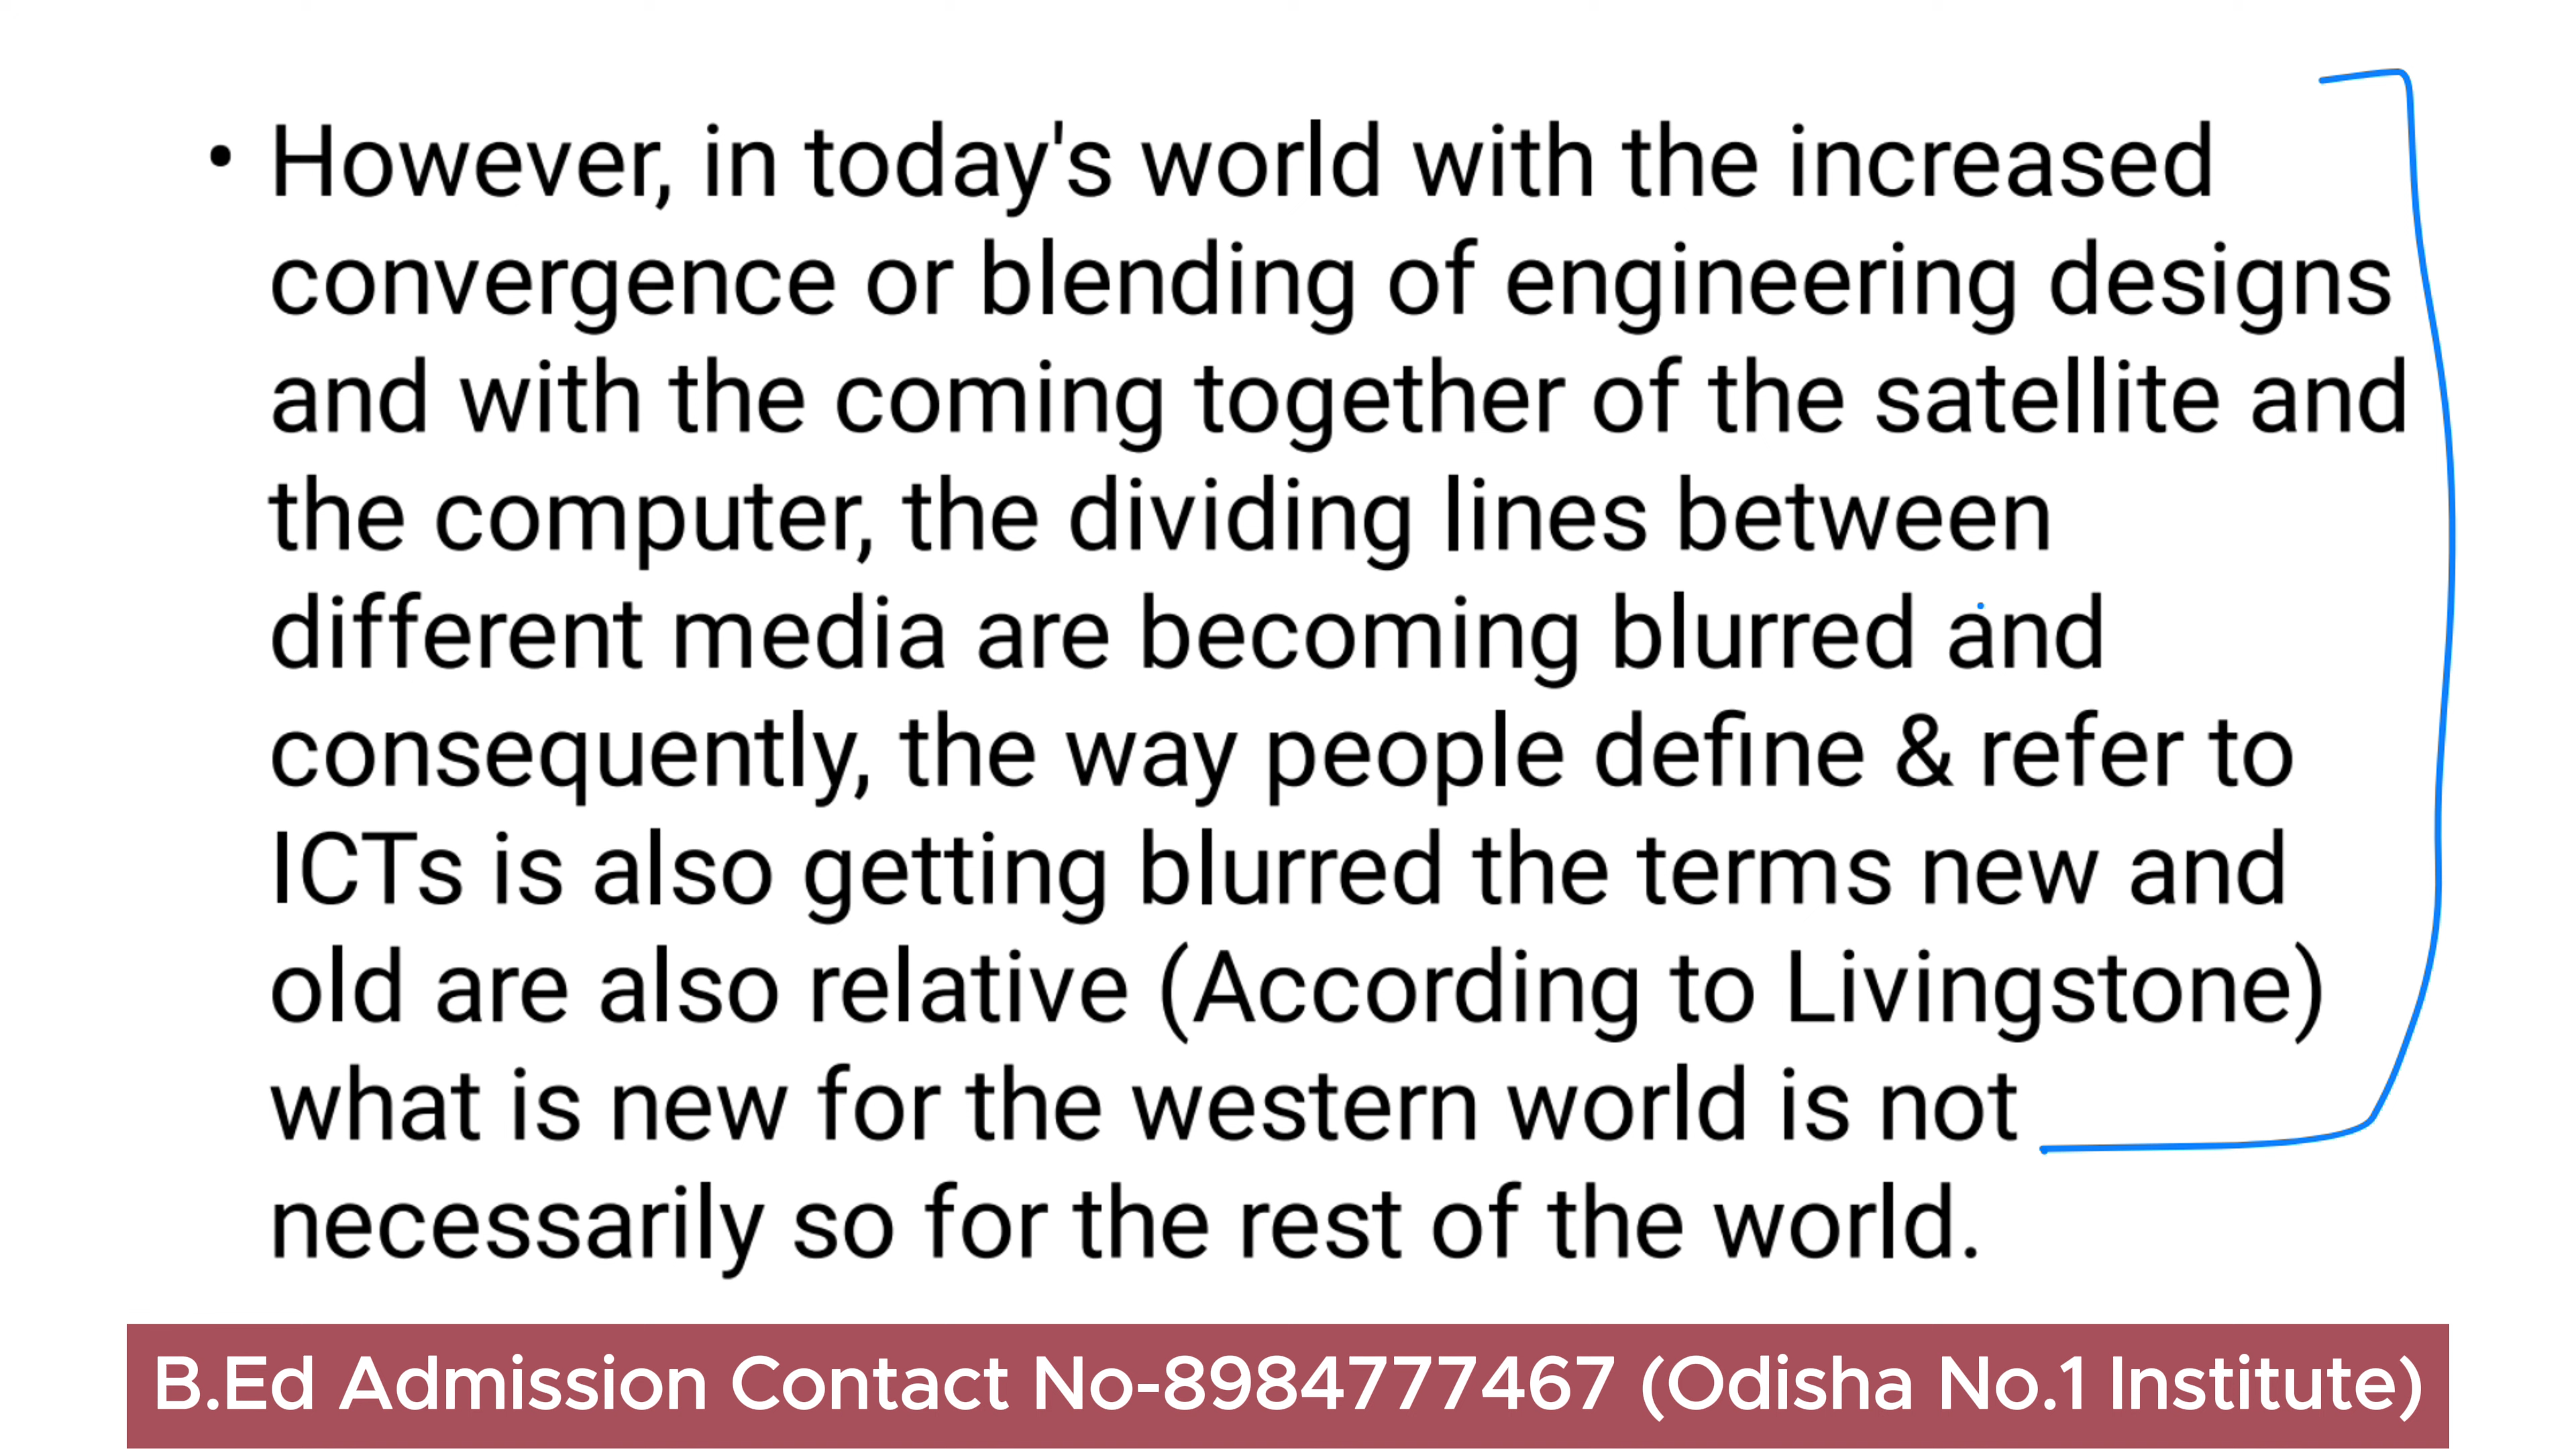 • However, in today's world with the increased
convergence or blending of engineering designs
and with the coming together of the satellite and
the computer, the dividing lines between
different media are becoming blurred and
consequently, the way people define & refer to
ICTs is also getting blurred the terms new and
old are also relative (According to Livingstone)
what is new for the western world is not
necessarily so for the rest of the world.
B.Ed Admission Contact No-8984777467 (Odisha No.1 Institute)